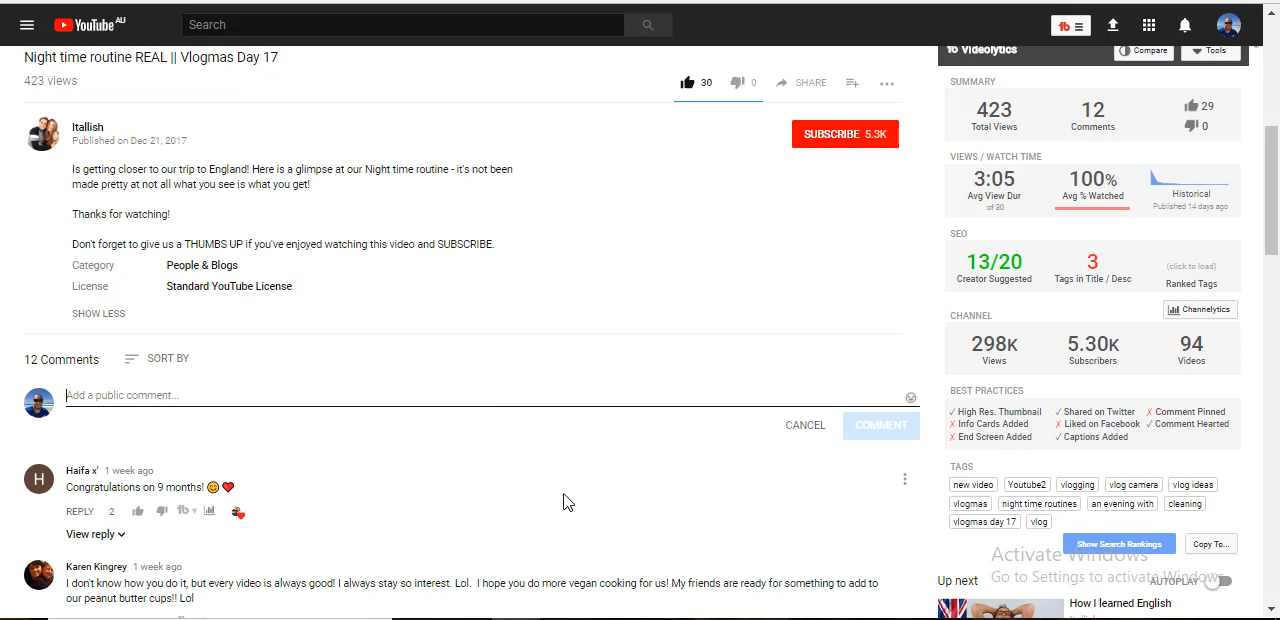 YouTube AU
Search
tb
Night time routine REAL || Vlogmas Day 17
423 views
30
0
SHARE
Itallish
Published on Dec 21, 2017
SUBSCRIBE 5.3K
Is getting closer to our trip to England! Here is a glimpse at our Night time routine - it's not been
made pretty at not all what you see is what you get!
Thanks for watching!
Don't forget to give us a THUMBS UP if you've enjoyed watching this video and SUBSCRIBE.
Category People & Blogs
License Standard YouTube License
SHOW LESS
12 Comments SORT BY
Add a public comment...
CANCEL COMMENT
H
Haifa x' 1 week ago
Congratulations on 9 months!
REPLY 2 tb
View reply
Karen Kingrey 1 week ago
I don't know how you do it, but every video is always good! I always stay so interest. Lol. I hope you do more vegan cooking for us! My friends are ready for something to add to
our peanut butter cups!! Lol
tb Videolytics Compare Tools
SUMMARY
423 12 29
Total Views Comments 0
VIEWS / WATCH TIME
3:05 100%
Avg View Dur Avg % Watched Historical
of 30 Published 14 days ago
SEO
13/20 3 (click to load)
Creator Suggested Tags in Title / Desc Ranked Tags
CHANNEL Channelytics
298K 5.30K 94
Views Subscribers Videos
BEST PRACTICES
✓ High Res. Thumbnail ✓ Shared on Twitter ✗ Comment Pinned
✗ Info Cards Added ✗ Liked on Facebook ✓ Comment Hearted
✗ End Screen Added ✓ Captions Added
TAGS
new video Youtube2 vlogging vlog camera vlog ideas
vlogmas night time routines an evening with cleaning
vlogmas day 17 vlog
Show Search Rankings Copy To...
Activate Windows
Go to Settings to activate Windows.
Up next AUTOPLAY
How I learned English